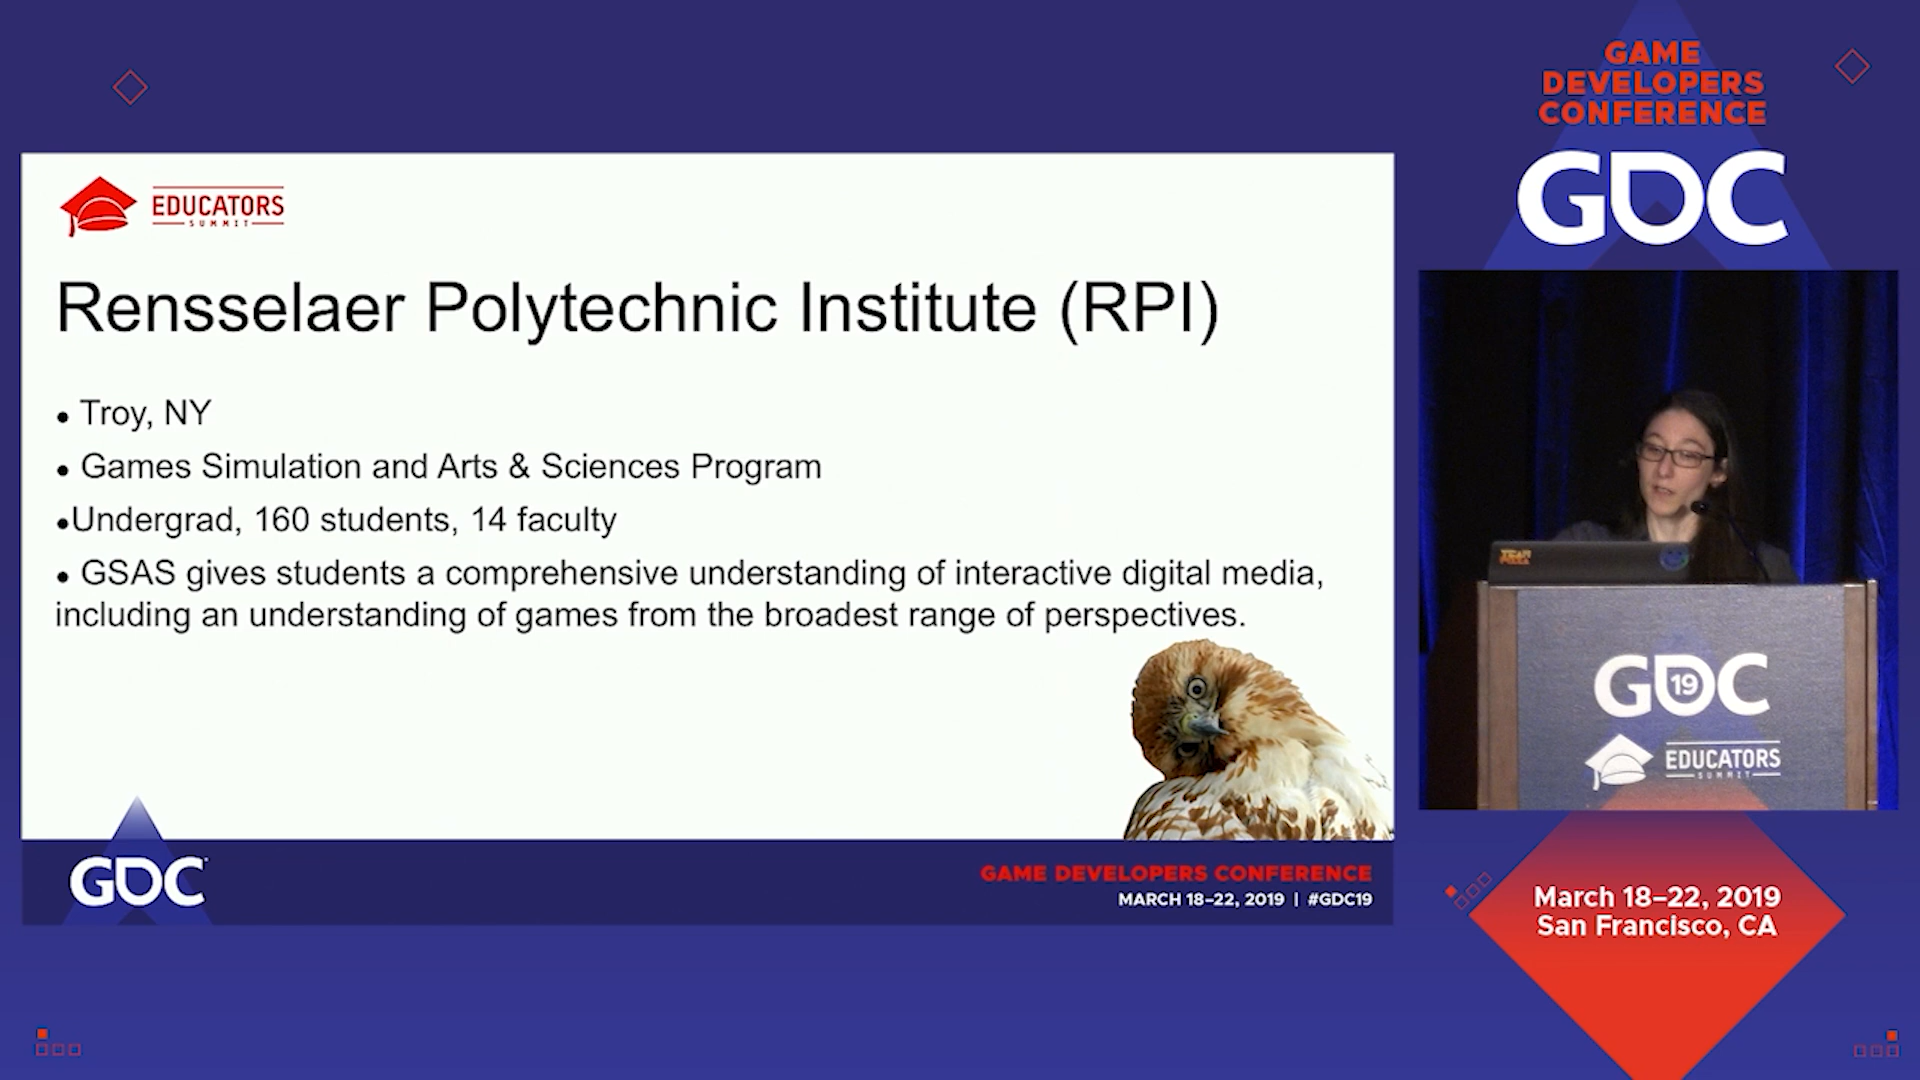 GAME
DEVELOPERS
CONFERENCE
GDC
EDUCATORS
SUMMIT
Rensselaer Polytechnic Institute (RPI)
• Troy, NY
• Games Simulation and Arts & Sciences Program
•Undergrad, 160 students, 14 faculty
• GSAS gives students a comprehensive understanding of interactive digital media,
including an understanding of games from the broadest range of perspectives.
GDC
GAME DEVELOPERS CONFERENCE
MARCH 18–22, 2019 | #GDC19
TEAM
GDC
19
EDUCATORS
SUMMIT
March 18–22, 2019
San Francisco, CA